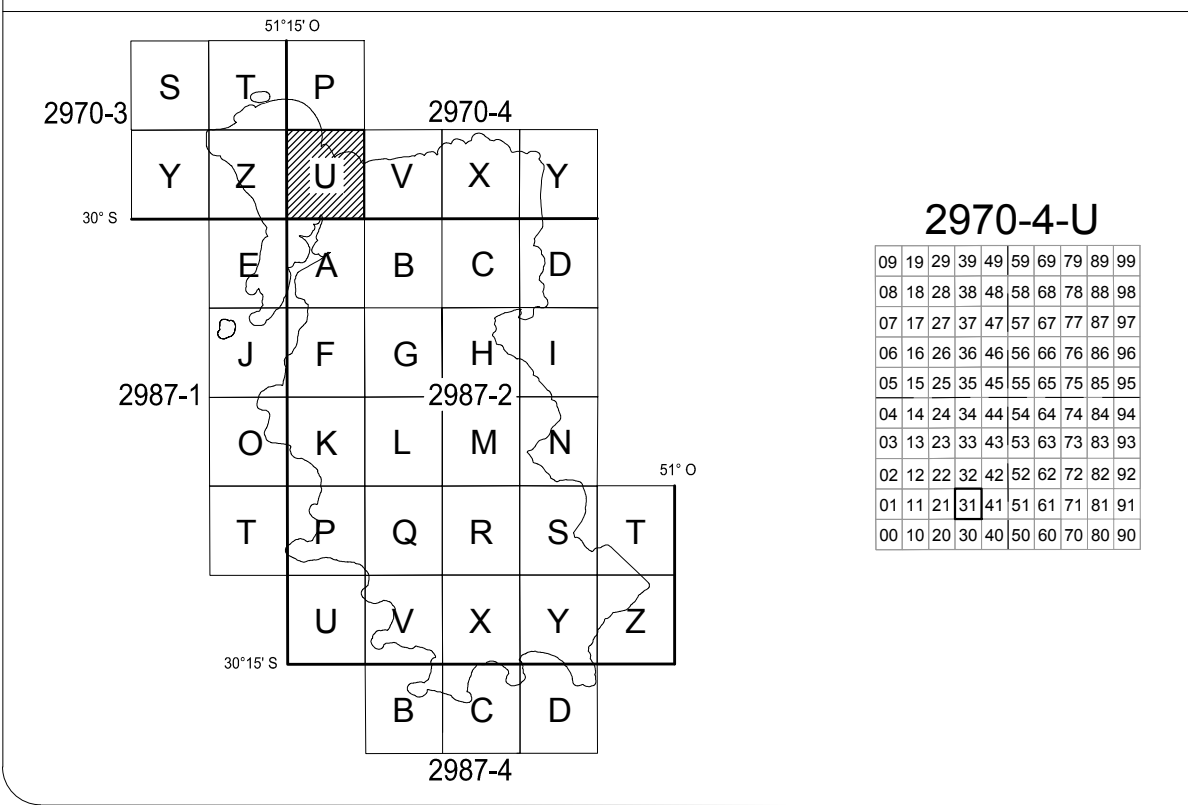 51°15' O
S T P
2970-3 2970-4
Y Z U V X Y
30° S
E A B C D
J F G H I
2987-1 2987-2
O K L M N
51° O
T P Q R S T
U V X Y Z
30°15' S
B C D
2987-4
2970-4-U
09 19 29 39 49 59 69 79 89 99
08 18 28 38 48 58 68 78 88 98
07 17 27 37 47 57 67 77 87 97
06 16 26 36 46 56 66 76 86 96
05 15 25 35 45 55 65 75 85 95
04 14 24 34 44 54 64 74 84 94
03 13 23 33 43 53 63 73 83 93
02 12 22 32 42 52 62 72 82 92
01 11 21 31 41 51 61 71 81 91
00 10 20 30 40 50 60 70 80 90